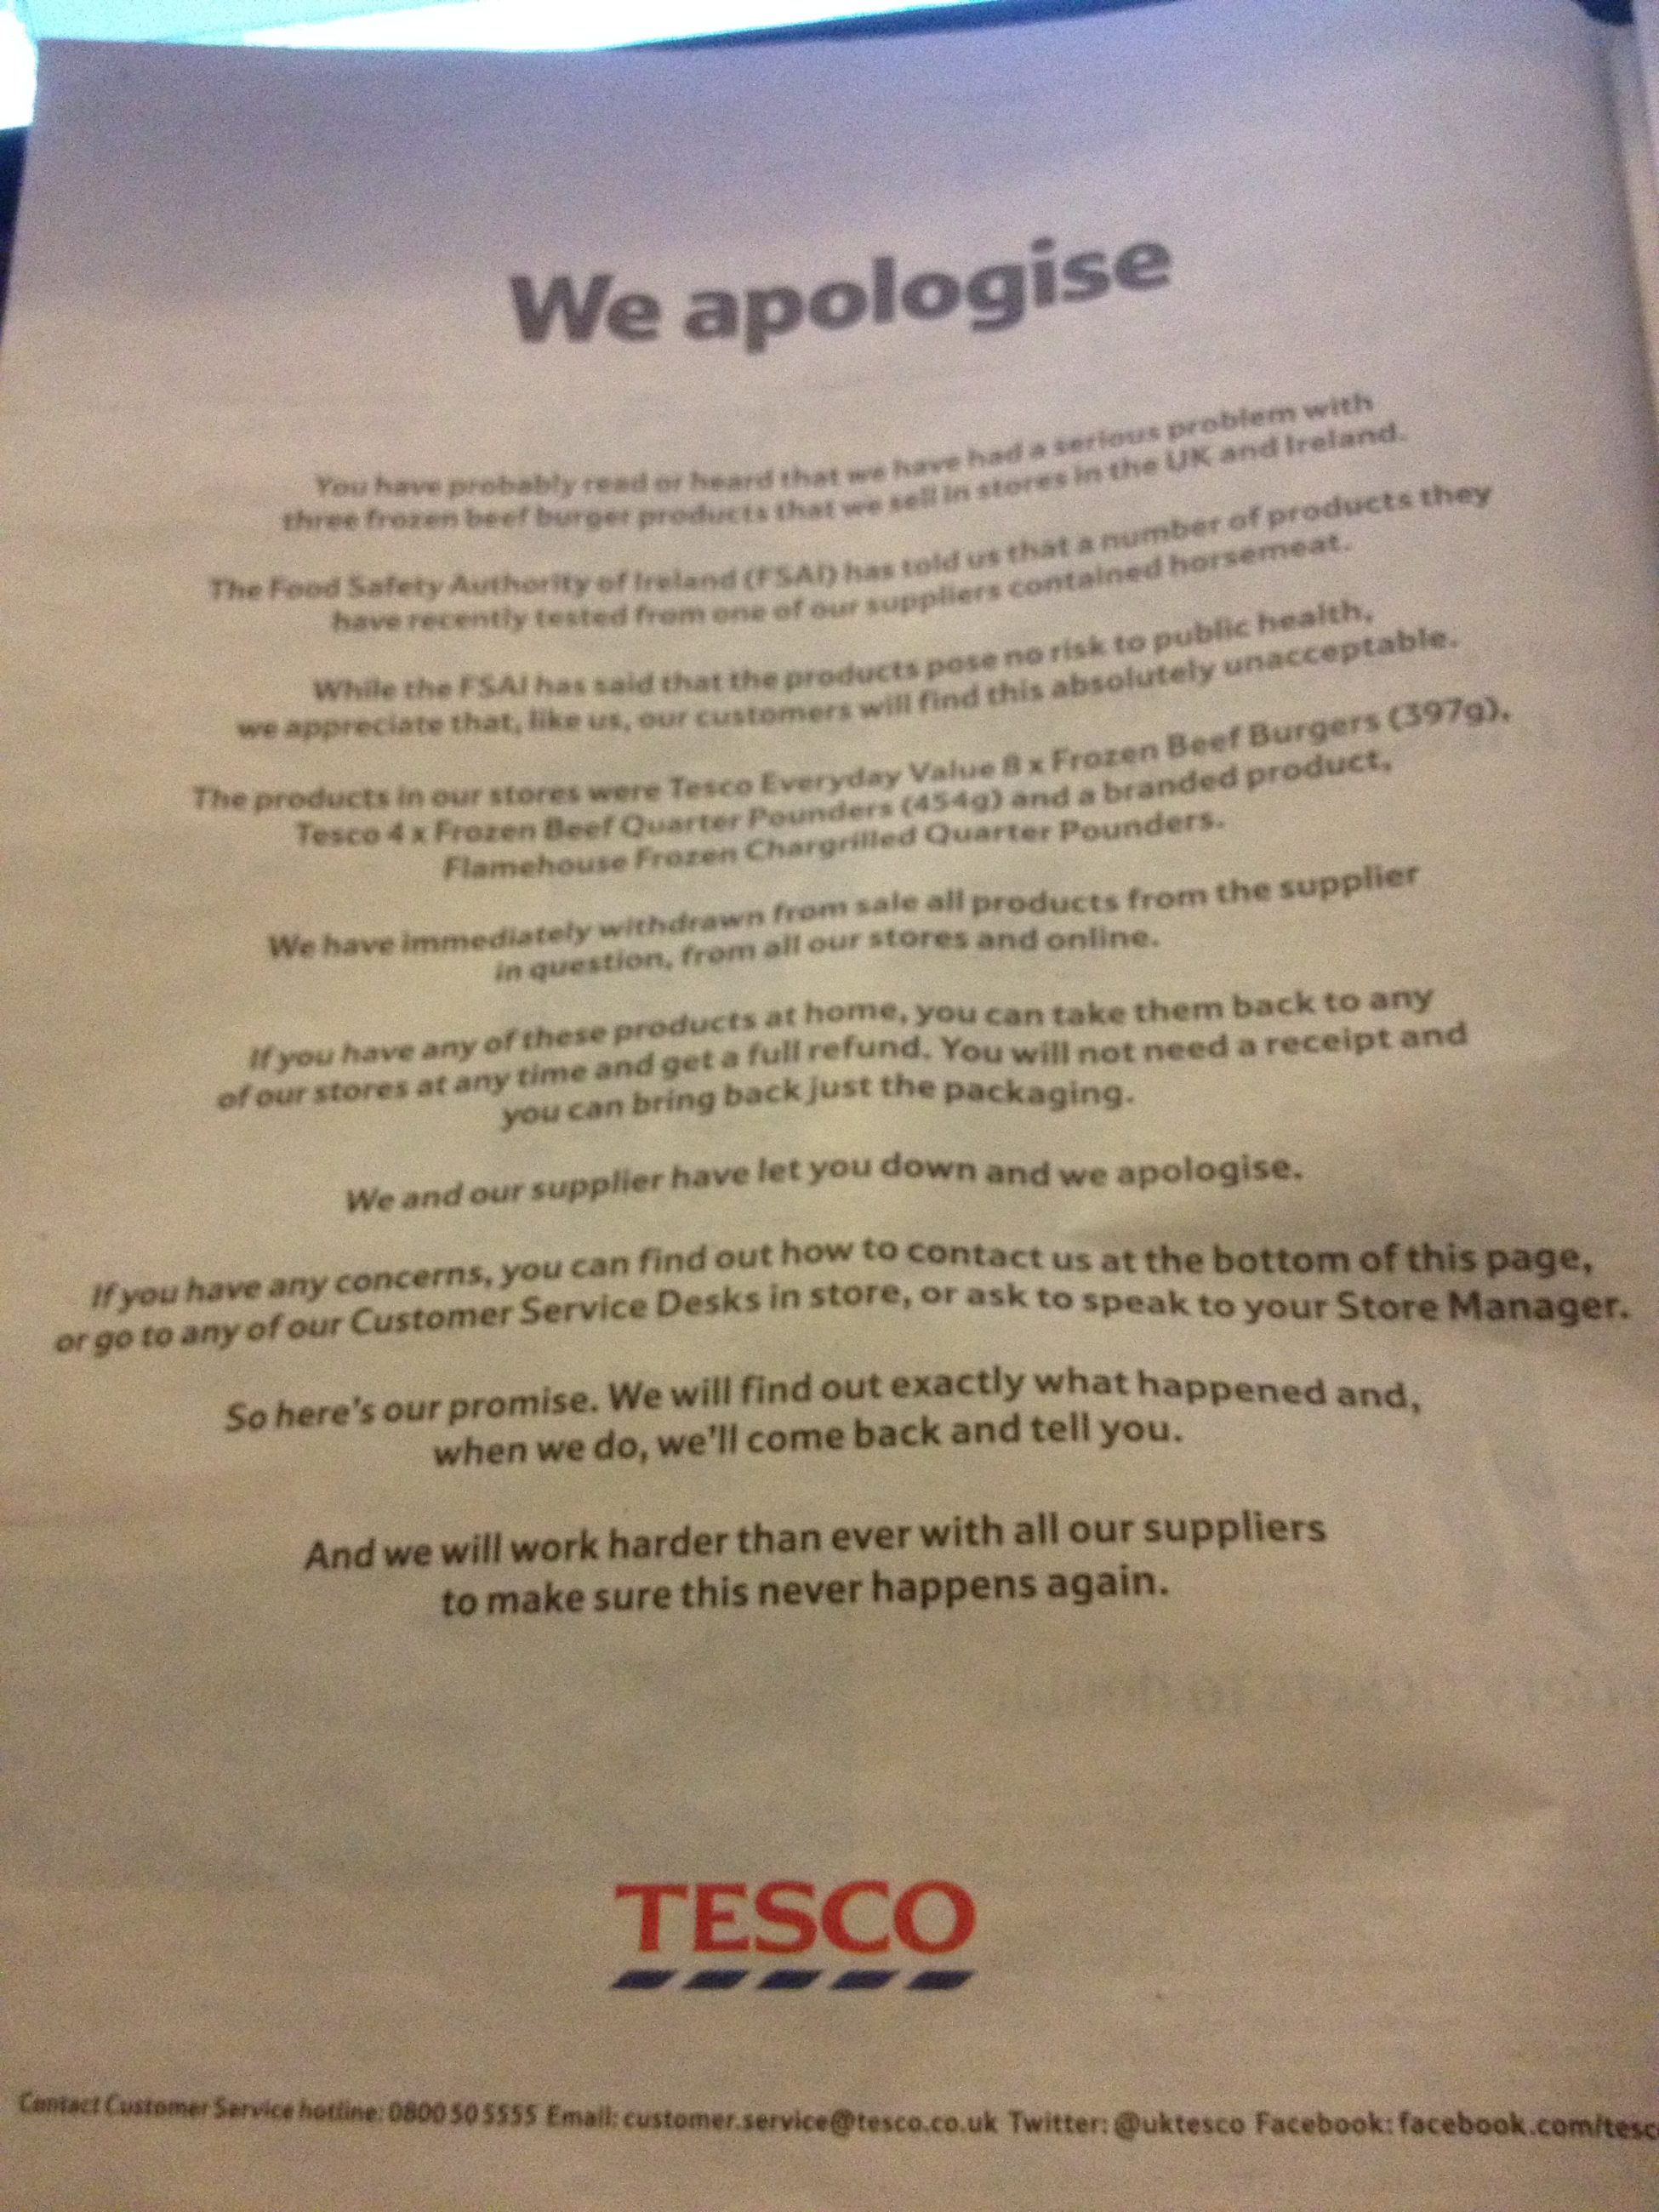 We apologise
You have probably read or heard that we have had a serious problem with
three frozen beef burger products that we sell in stores in the UK and Ireland.
The Food Safety Authority of Ireland (FSAI) has told us that a number of products they
have recently tested from one of our suppliers contained horsemeat.
While the FSAI has said that the products pose no risk to public health,
we appreciate that, like us, our customers will find this absolutely unacceptable.
The products in our stores were Tesco Everyday Value 8 x Frozen Beef Burgers (397g),
Tesco 4 x Frozen Beef Quarter Pounders (454g) and a branded product,
Flamehouse Frozen Chargrilled Quarter Pounders.
We have immediately withdrawn from sale all products from the supplier
in question, from all our stores and online.
If you have any of these products at home, you can take them back to any
of our stores at any time and get a full refund. You will not need a receipt and
you can bring back just the packaging.
We and our supplier have let you down and we apologise.
If you have any concerns, you can find out how to contact us at the bottom of this page,
or go to any of our Customer Service Desks in store, or ask to speak to your Store Manager.
So here's our promise. We will find out exactly what happened and,
when we do, we'll come back and tell you.
And we will work harder than ever with all our suppliers
to make sure this never happens again.
TESCO
Contact Customer Service hotline: 0800 50 5555 Email: customer.service@tesco.co.uk Twitter: @uktesco Facebook: facebook.com/tesc